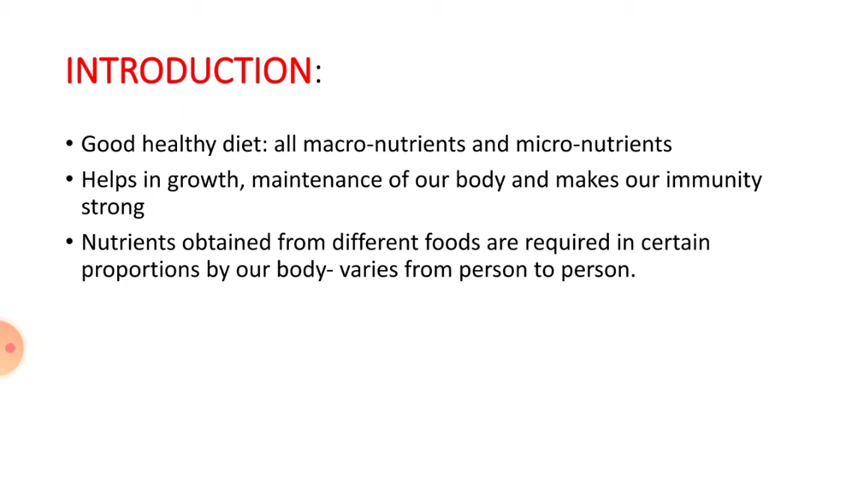 INTRODUCTION:
• Good healthy diet: all macro-nutrients and micro-nutrients
• Helps in growth, maintenance of our body and makes our immunity
strong
• Nutrients obtained from different foods are required in certain
proportions by our body- varies from person to person.